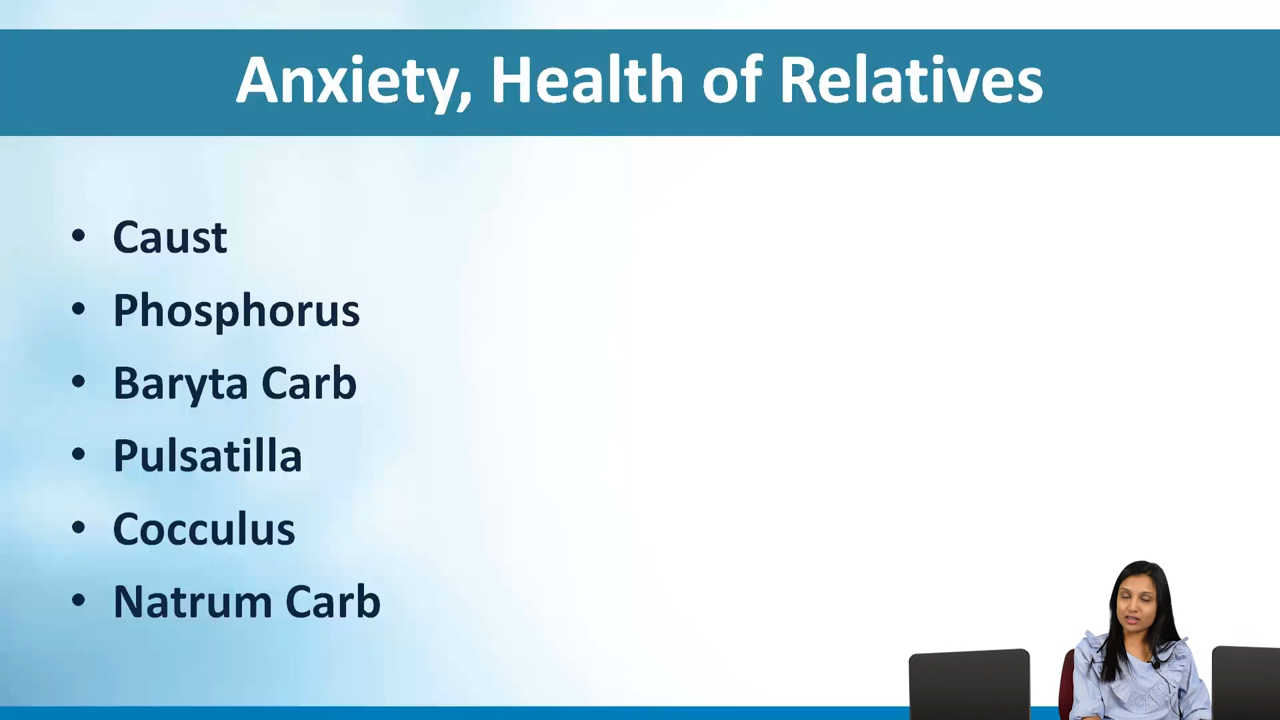 Anxiety, Health of Relatives
• Caust
• Phosphorus
• Baryta Carb
• Pulsatilla
• Cocculus
• Natrum Carb